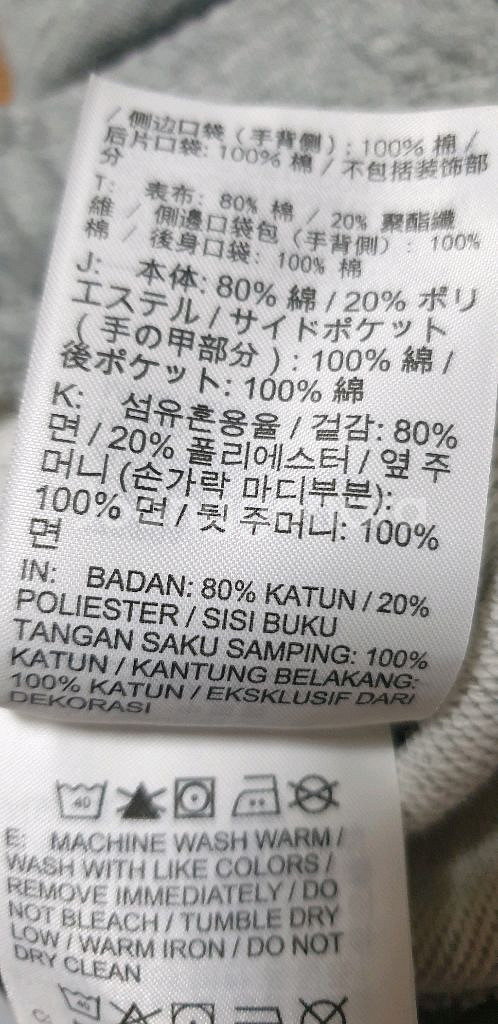 / 侧边口袋 (手背侧) : 100% 棉 /
后片口袋: 100% 棉 / 不包括装饰部
分
T: 表布: 80% 棉 / 20% 聚酯纖
維 / 側邊口袋包 (手背側) : 100%
棉 / 後身口袋: 100% 棉
J: 本体: 80% 綿 / 20% ポリ
エステル / サイドポケット
( 手の甲部分 ) : 100% 綿 /
後ポケット: 100% 綿
K: 섬유혼용율 / 겉감: 80%
면 / 20% 폴리에스터 / 옆 주
머니 (손가락 마디부분):
100% 면 / 뒷 주머니: 100%
면
IN: BADAN: 80% KATUN / 20%
POLIESTER / SISI BUKU
TANGAN SAKU SAMPING: 100%
KATUN / KANTUNG BELAKANG:
100% KATUN / EKSKLUSIF DARI
DEKORASI
40
E: MACHINE WASH WARM /
WASH WITH LIKE COLORS /
REMOVE IMMEDIATELY / DO
NOT BLEACH / TUMBLE DRY
LOW / WARM IRON / DO NOT
DRY CLEAN
40